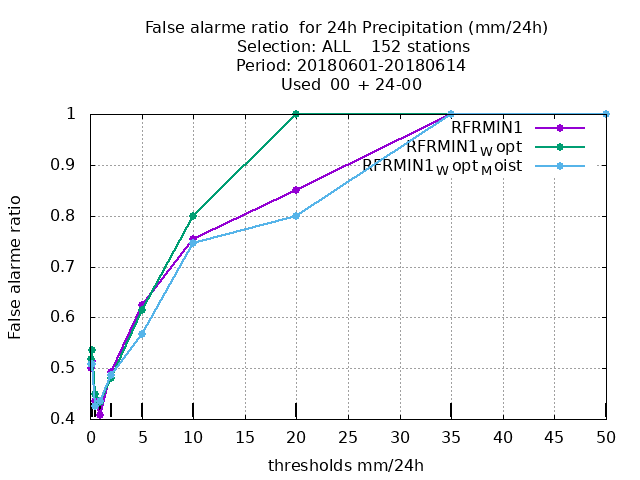 False alarme ratio  for 24h Precipitation (mm/24h)
Selection: ALL    152 stations
Period: 20180601-20180614
Used  00 + 24-00
1
RFRMIN1
RFRMIN1Wopt
RFRMIN1WoptMoist
0.9
0.8
0.7
0.6
0.5
0.4
False alarme ratio
0 5 10 15 20 25 30 35 40 45 50
thresholds mm/24h